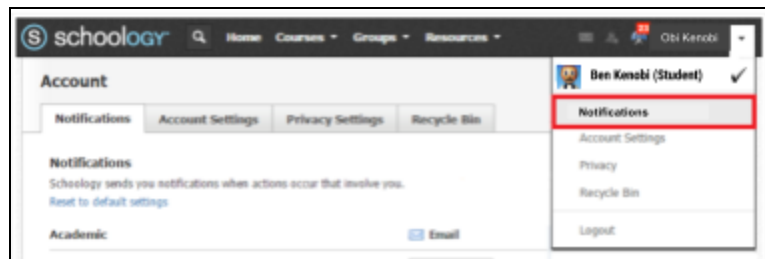 S schoology Home Courses Groups Resources 23 Obi Kenobi
Ben Kenobi (Student)
Account
Notifications Account Settings Privacy Settings Recycle Bin
Notifications
Schoology sends you notifications when actions occur that involve you.
Reset to default settings
Academic Email
Notifications
Account Settings
Privacy
Recycle Bin
Logout